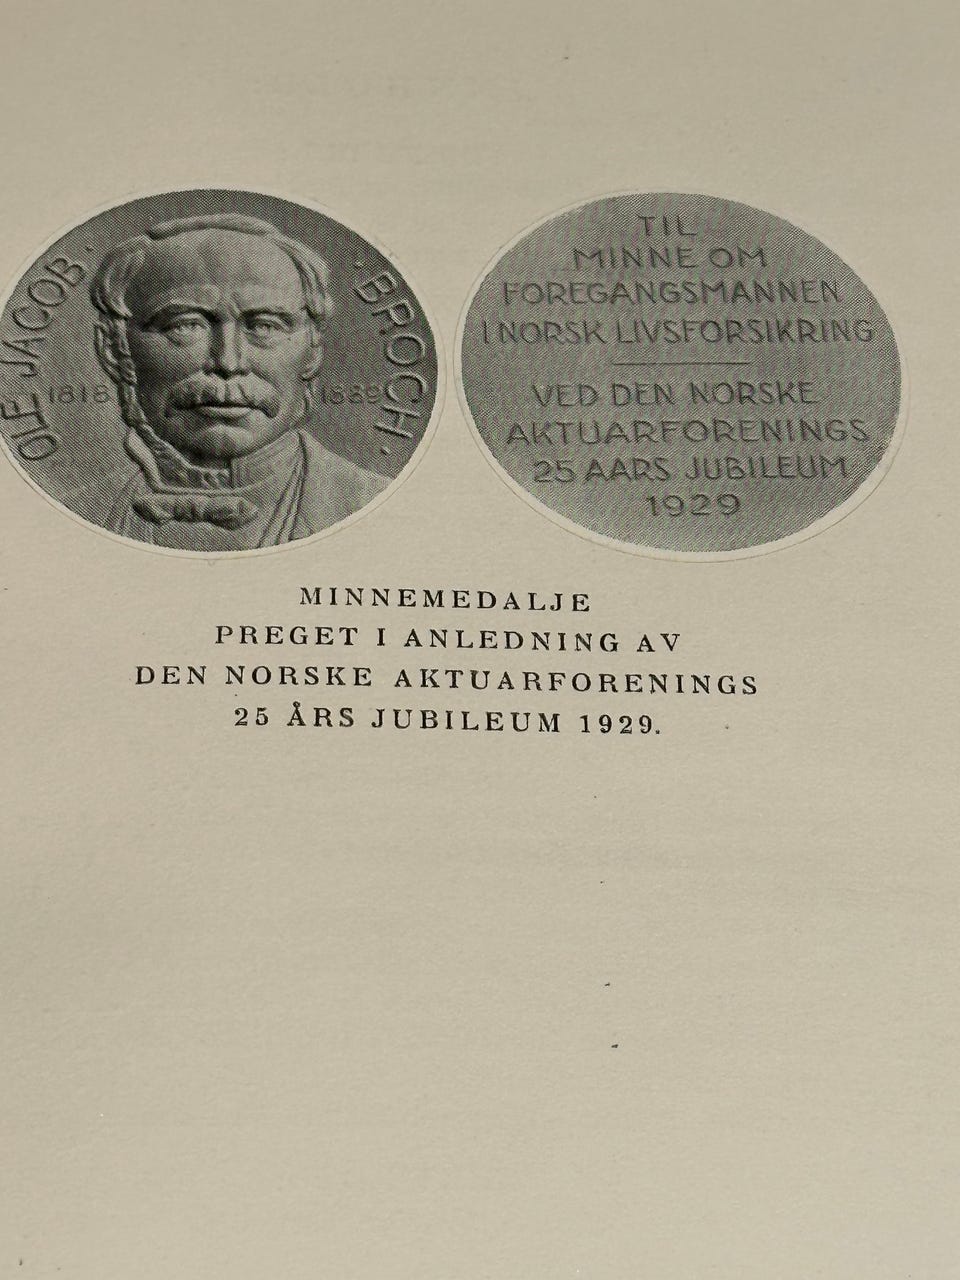 OLE JACOB · BROCH ·
1818 1889
TIL
MINNE OM
FOREGANGSMANNEN
I NORSK LIVSFORSIKRING
VED DEN NORSKE
AKTUARFORENINGS
25 AARS JUBILEUM
1929
MINNEMEDALJE
PREGET I ANLEDNING AV
DEN NORSKE AKTUARFORENINGS
25 ÅRS JUBILEUM 1929.